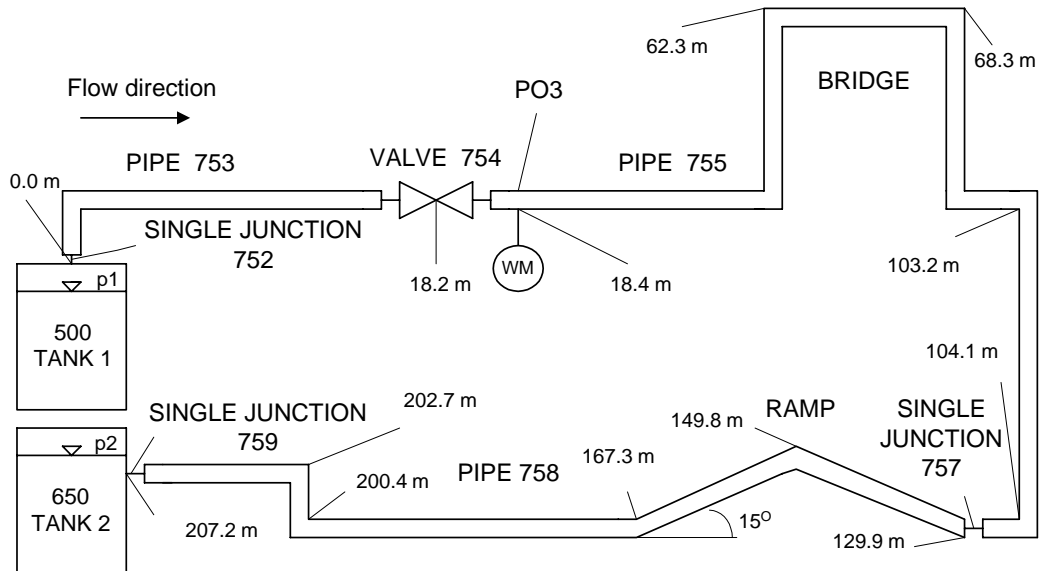 62.3 m
68.3 m
Flow direction
PO3
BRIDGE
PIPE 753
VALVE 754
PIPE 755
0.0 m
SINGLE JUNCTION
752
WM
p1
18.2 m
18.4 m
103.2 m
500
TANK 1
104.1 m
SINGLE JUNCTION
759
202.7 m
149.8 m
RAMP
SINGLE
JUNCTION
757
p2
167.3 m
PIPE 758
200.4 m
650
TANK 2
207.2 m
15O
129.9 m